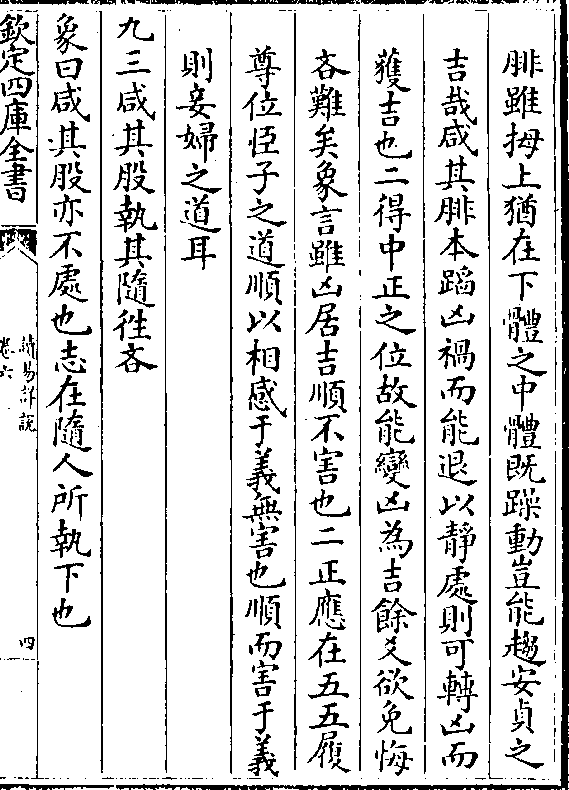 腓雖拇上猶在下體之中體既躁動豈能趨安貞之
吉哉咸其腓本蹈凶禍而能退以靜處則可轉凶而
獲吉也二得中正之位故能變凶為吉餘爻欲免悔
吝難矣象言雖凶居吉順不害也二正應在五五履
尊位臣子之道順以相感于義無害也順而害于義
則妾婦之道耳
九三咸其股執其隨徃吝
象曰咸其股亦不處也志在隨人所執下也
欽定四庫全書
讀易詳說
卷六
四